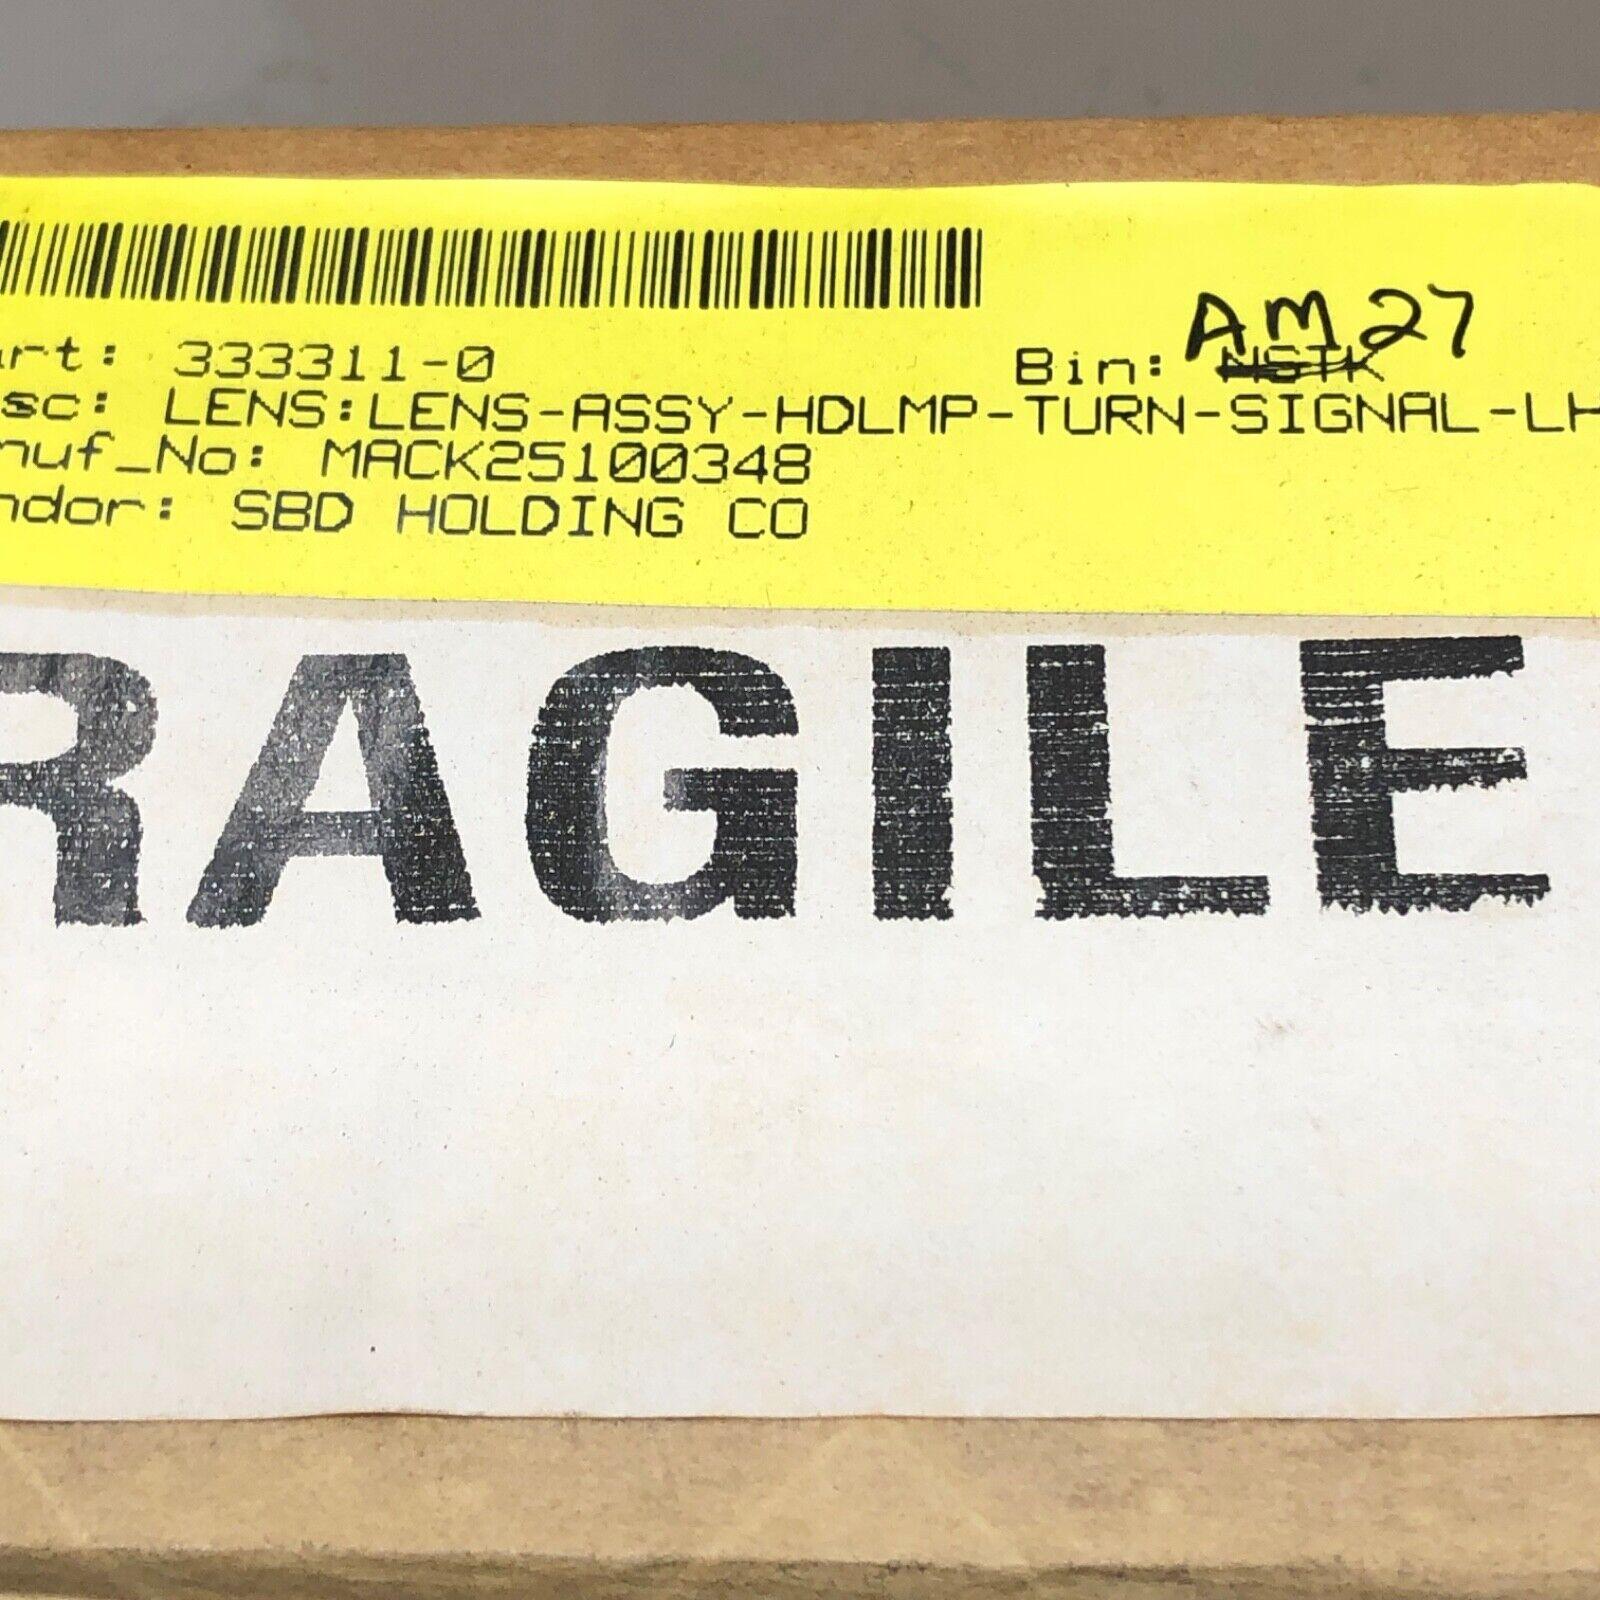 art: 333311-0 Bin: NSTK AM27
sc: LENS:LENS-ASSY-HDLMP-TURN-SIGNAL-LH
nuf_No: MACK25100348
ndor: SBD HOLDING CO
RAGILE